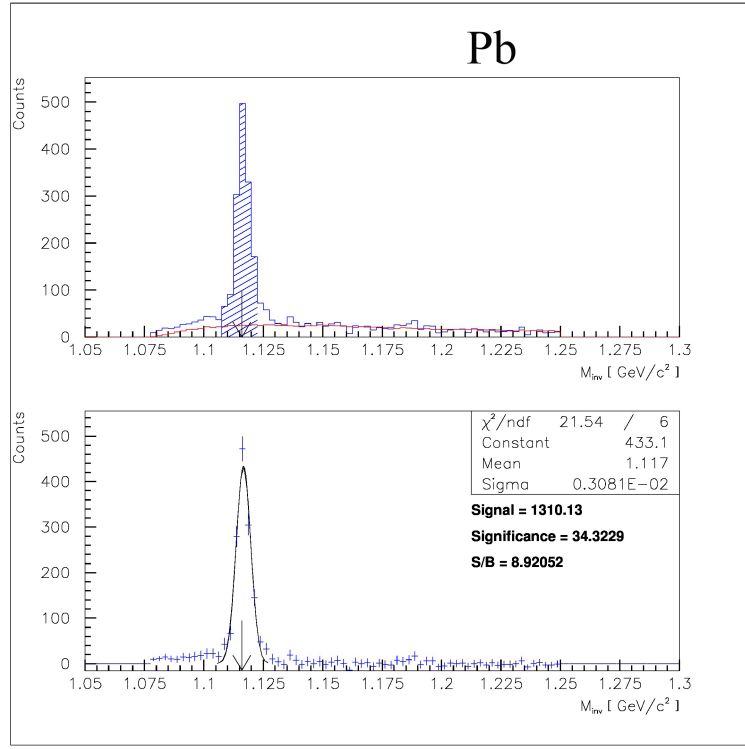 Pb
Counts
500
400
300
200
100
0
1.05 1.075 1.1 1.125 1.15 1.175 1.2 1.225 1.25 1.275 1.3
M_inv [ GeV/c²]
Counts
500
400
300
200
100
0
χ²/ndf 21.54 / 6
Constant 433.1
Mean 1.117
Sigma 0.3081E-02
Signal = 1310.13
Significance = 34.3229
S/B = 8.92052
1.05 1.075 1.1 1.125 1.15 1.175 1.2 1.225 1.25 1.275 1.3
M_inv [ GeV/c²]